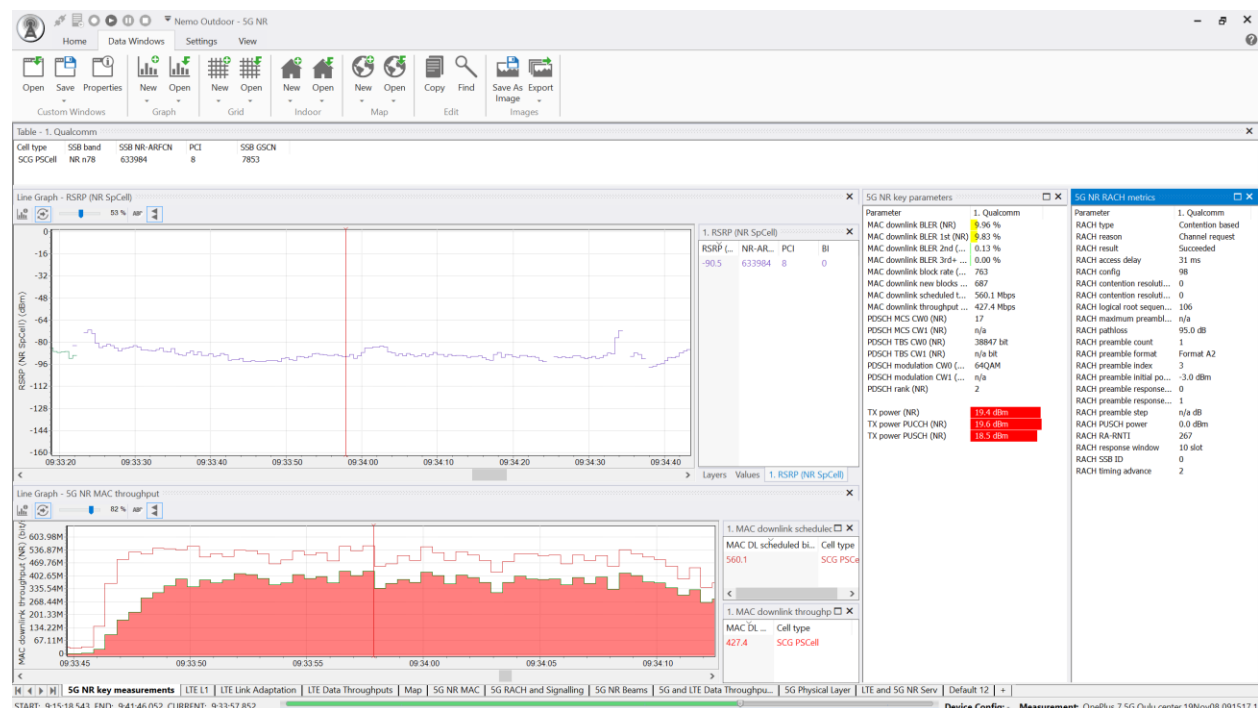 Nemo Outdoor - 5G NR
Home Data Windows Settings View
Open Save Properties New Open New Open New Open New Open Copy Find Save As Image Export
Custom Windows Graph Grid Indoor Map Edit Images
Table - 1. Qualcomm
Cell type SSB band SSB NR-ARFCN PCI SSB GSCN
SCG PSCell NR n78 633984 8 7853
Line Graph - RSRP (NR SpCell)
53 %
RSRP (NR SpCell) (dBm)
0
-16
-32
-48
-64
-80
-96
-112
-128
-144
-160
09:33:20 09:33:30 09:33:40 09:33:50 09:34:00 09:34:10 09:34:20 09:34:30 09:34:40
1. RSRP (NR SpCell)
RSRP (... NR-AR... PCI BI
-90.5 633984 8 0
Layers Values 1. RSRP (NR SpCell)
Line Graph - 5G NR MAC throughput
82 %
MAC downlink throughput (NR) (bit/
603.98M
536.87M
469.76M
402.65M
335.54M
268.44M
201.33M
134.22M
67.11M
0
09:33:45 09:33:50 09:33:55 09:34:00 09:34:05 09:34:10
1. MAC downlink schedulec
MAC DL scheduled bi... Cell type
560.1 SCG PSCe
1. MAC downlink throughp
MAC DL ... Cell type
427.4 SCG PSCell
5G NR key parameters
Parameter 1. Qualcomm
MAC downlink BLER (NR) 9.96 %
MAC downlink BLER 1st (NR) 9.83 %
MAC downlink BLER 2nd (... 0.13 %
MAC downlink BLER 3rd+ ... 0.00 %
MAC downlink block rate (... 763
MAC downlink new blocks ... 687
MAC downlink scheduled t... 560.1 Mbps
MAC downlink throughput ... 427.4 Mbps
PDSCH MCS CW0 (NR) 17
PDSCH MCS CW1 (NR) n/a
PDSCH TBS CW0 (NR) 38847 bit
PDSCH TBS CW1 (NR) n/a bit
PDSCH modulation CW0 (... 64QAM
PDSCH modulation CW1 (... n/a
PDSCH rank (NR) 2
TX power (NR) 19.4 dBm
TX power PUCCH (NR) 19.6 dBm
TX power PUSCH (NR) 18.5 dBm
5G NR RACH metrics
Parameter 1. Qualcomm
RACH type Contention based
RACH reason Channel request
RACH result Succeeded
RACH access delay 31 ms
RACH config 98
RACH contention resoluti... 0
RACH contention resoluti... 0
RACH logical root sequen... 106
RACH maximum preambl... n/a
RACH pathloss 95.0 dB
RACH preamble count 1
RACH preamble format Format A2
RACH preamble index 3
RACH preamble initial po... -3.0 dBm
RACH preamble response... 0
RACH preamble response... 1
RACH preamble step n/a dB
RACH PUSCH power 0.0 dBm
RACH RA-RNTI 267
RACH response window 10 slot
RACH SSB ID 0
RACH timing advance 2
5G NR key measurements LTE L1 LTE Link Adaptation LTE Data Throughputs Map 5G NR MAC 5G RACH and Signalling 5G NR Beams 5G and LTE Data Throughpu... 5G Physical Layer LTE and 5G NR Serv Default 12 +
START: 9:15:18.543 END: 9:41:46.052 CURRENT: 9:33:57.852 Device Config: - Measurement: OnePlus 7 5G Oulu center 19Nov08 091517.1